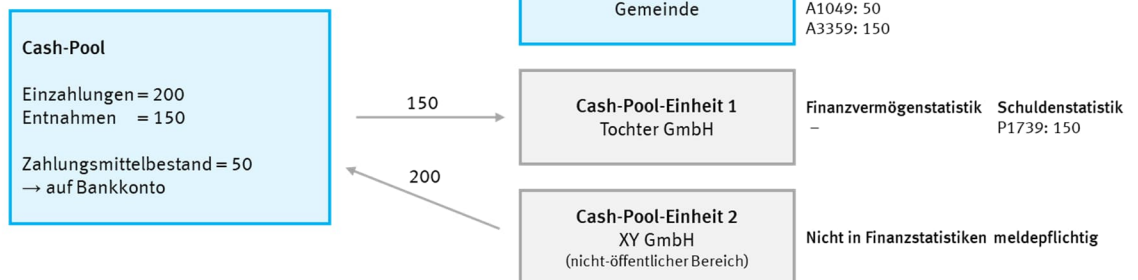 Gemeinde
A1049: 50
A3359: 150
Cash-Pool
Einzahlungen = 200
Entnahmen = 150
Zahlungsmittelbestand = 50
→ auf Bankkonto
150
Cash-Pool-Einheit 1
Tochter GmbH
Finanzvermögenstatistik Schuldenstatistik
– P1739: 150
200
Cash-Pool-Einheit 2
XY GmbH
(nicht-öffentlicher Bereich)
Nicht in Finanzstatistiken meldepflichtig